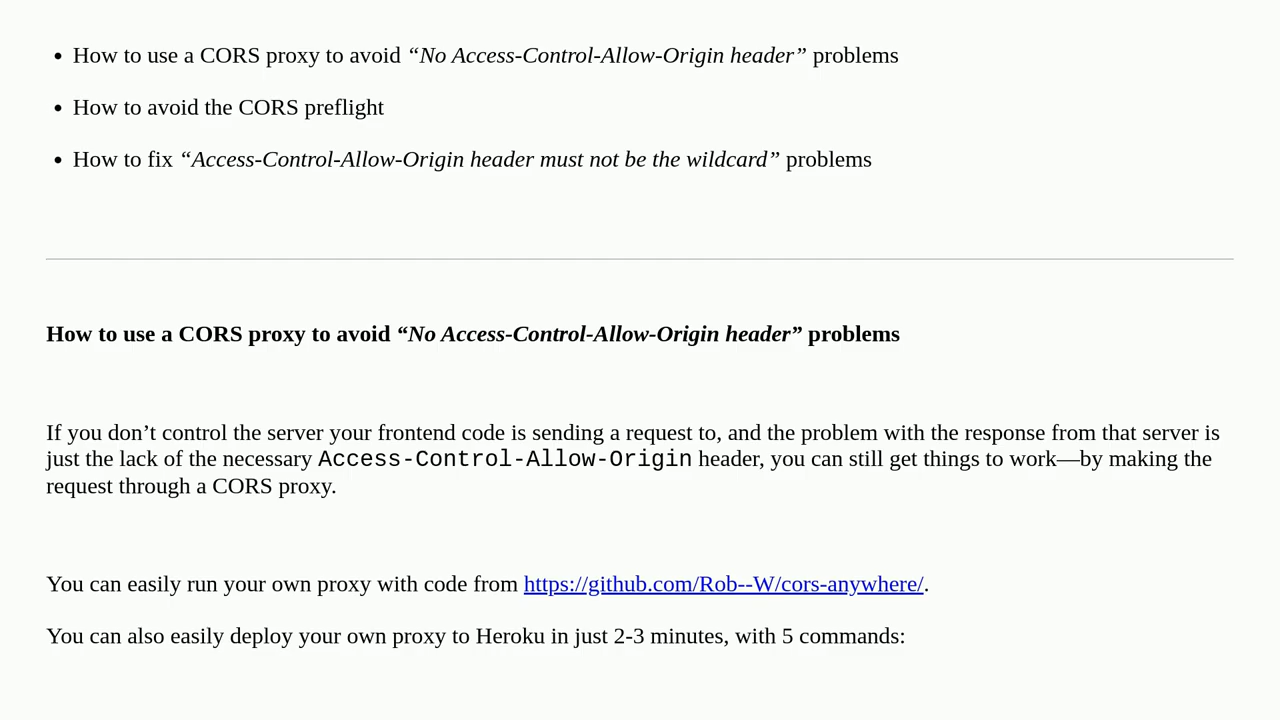 • How to use a CORS proxy to avoid “No Access-Control-Allow-Origin header” problems
• How to avoid the CORS preflight
• How to fix “Access-Control-Allow-Origin header must not be the wildcard” problems
How to use a CORS proxy to avoid “No Access-Control-Allow-Origin header” problems
If you don’t control the server your frontend code is sending a request to, and the problem with the response from that server is
just the lack of the necessary Access-Control-Allow-Origin header, you can still get things to work—by making the
request through a CORS proxy.
You can easily run your own proxy with code from https://github.com/Rob--W/cors-anywhere/.
You can also easily deploy your own proxy to Heroku in just 2-3 minutes, with 5 commands: